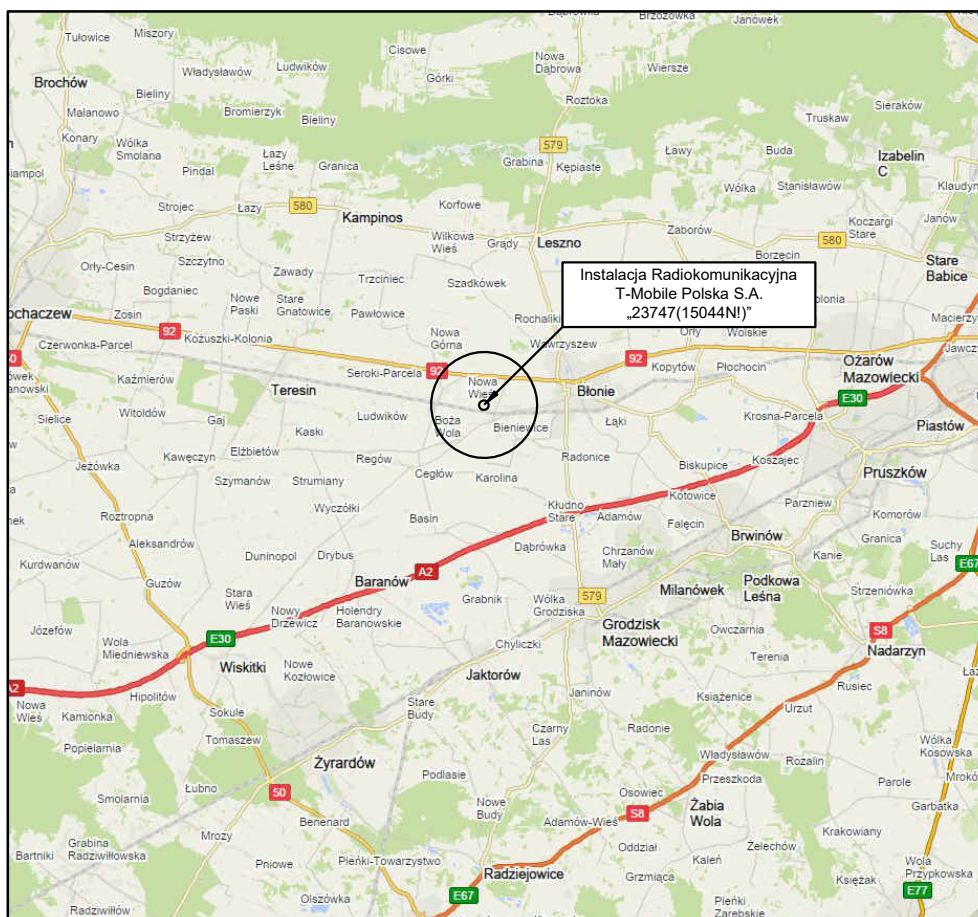 Dąbrówka
Brzozówka
Janówek
Tułowice
Miszory
Cisowe
Nowa
Dąbrowa
Brochów
Władysławów
Ludwików
Górki
Wiersze
Bieliny
Roztoka
Malanowo
Bromierzyk
Bieliny
Sieraków
Truskaw
Konary
Wólka
Smolana
Łazy
Leśne
Granica
579
Grabina
Kępiaste
Ławy
Buda
Izabelin
C
Pindal
Wólka
Stanisławów
Klaudyn
Strojec
Łazy
580
Kampinos
Korfowe
Koczargi
Stare
Janów
Strzyżew
Wilkowa
Wieś
Grądy
Leszno
Zaborów
580
Borzęcin
Stare
Babice
Orły-Cesin
Szczytno
Zawady
Trzciniec
Szadkówek
Instalacja Radiokomunikacyjna
T-Mobile Polska S.A.
„23747(15044N!)”
Bogdaniec
Nowe
Paski
Stare
Gnatowice
Pawłowice
Zosin
ochaczew
Rochaliki
Orły
Wolskie
Macierzy
92
Kożuszki-Kolonia
Nowa
Górna
Wawrzyszew
92
Czerwonka-Parcel
Jawcz
50
Seroki-Parcela
92
Nowa
Wieś
Kopytów
Płochocin
Ożarów
Mazowiecki
Kaźmierów
Teresin
Błonie
E30
Sielice
Witoldów
Gaj
Ludwików
Boża
Wola
Bieniewice
Łąki
Krosna-Parcela
Piastów
Kaski
Jeżówka
Kawęczyn
Elżbietów
Regów
Radonice
Koszajec
Szymanów
Strumiany
Cegłów
Karolina
Biskupice
Pruszków
Wyczółki
Kotowice
Parzniew
Roztropna
Basin
Kłudno
Stare
Adamów
Falęcin
Komorów
Aleksandrów
Brwinów
Granica
Kurdwanów
Duninopol
Drybus
Dąbrówka
Chrzanów
Mały
Kanie
Suchy
Las
E67
Guzów
Baranów
A2
Milanówek
Podkowa
Leśna
Strzeniówka
Stara
Wieś
Nowy
Drzewicz
Holendry
Baranowskie
Grabnik
Wólka
Grodziska
579
Józefów
Wola
Miedniewska
E30
Grodzisk
Mazowiecki
Owczarnia
S8
Nadarzyn
Chyliczki
Wiskitki
Nowe
Kozłowice
Jaktorów
Terenia
A2
Hipolitów
Janinów
Książenice
Rusiec
Nowa
Wieś
Kamionka
Sokule
Stare
Budy
Urzut
Popielarnia
Tomaszew
Czarny
Las
Radonie
Wólka
Kosowska
Władysławów
Rozalin
Żyrardów
Podlasie
Przeszkoda
Parole
Smolarnia
Łubno
50
Osowiec
Żabia
Wola
Garbatka
Nowe
Budy
S8
Mrozy
Benenard
Adamów-Wieś
Krakowiany
Bartniki
Grabina
Radziwiłłowska
Oddział
Żelechów
Pniowe
Pieńki-Towarzystwo
Radziejowice
Kaleń
Wola
Przypkowska
Grzmiąca
Książak
Olszówka
E67
E77
Radziwiłłów
Pieńki
Zarębskie